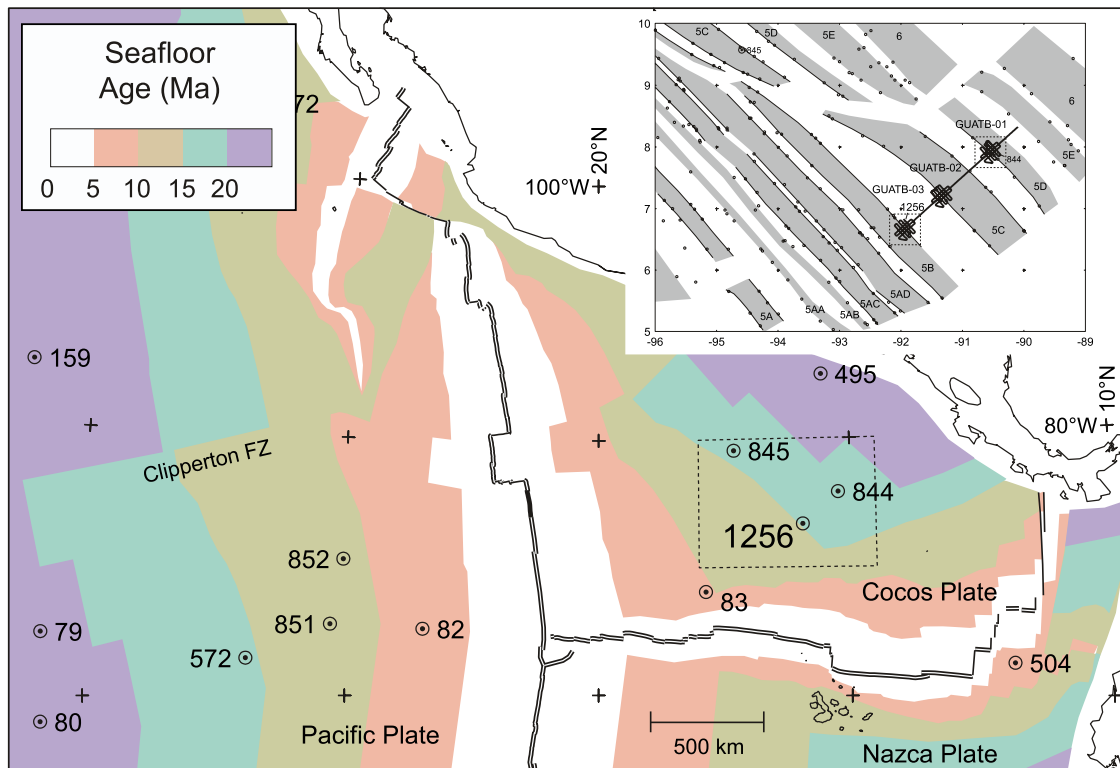 Seafloor
Age (Ma)
0 5 10 15 20
72
20°N
100°W
10°N
80°W
159
Clipperton FZ
495
845
844
1256
852
851
82
83
Cocos Plate
79
572
504
80
Pacific Plate
500 km
Nazca Plate
10
9
8
7
6
5
-96 -95 -94 -93 -92 -91 -90 -89
5C
5D
5E
6
845
6
GUATB-01
844
5E
GUATB-02
5D
GUATB-03
1256
5C
5B
5AD
5AC
5AB
5AA
5A